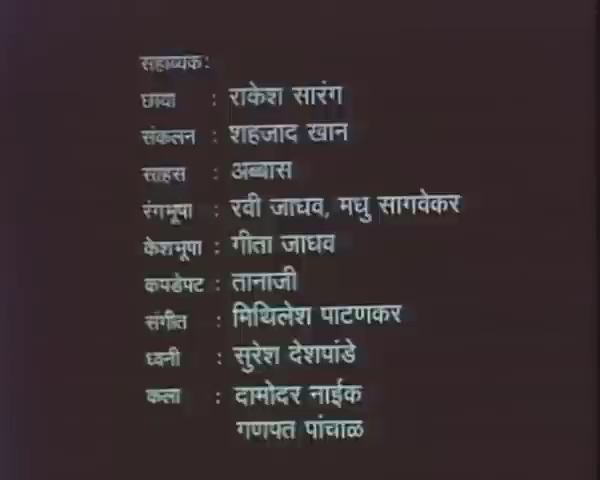 सहाय्यक:
छाया : राकेश सारंग
संकलन : शहजाद खान
साहस : अब्बास
रंगभूषा : रवी जाधव, मधु सागवेकर
केशभूषा : गीता जाधव
कपडेपट : तानाजी
संगीत : मिथिलेश पाटणकर
ध्वनी : सुरेश देशपांडे
कला : दामोदर नाईक
गणपत पांचाळ